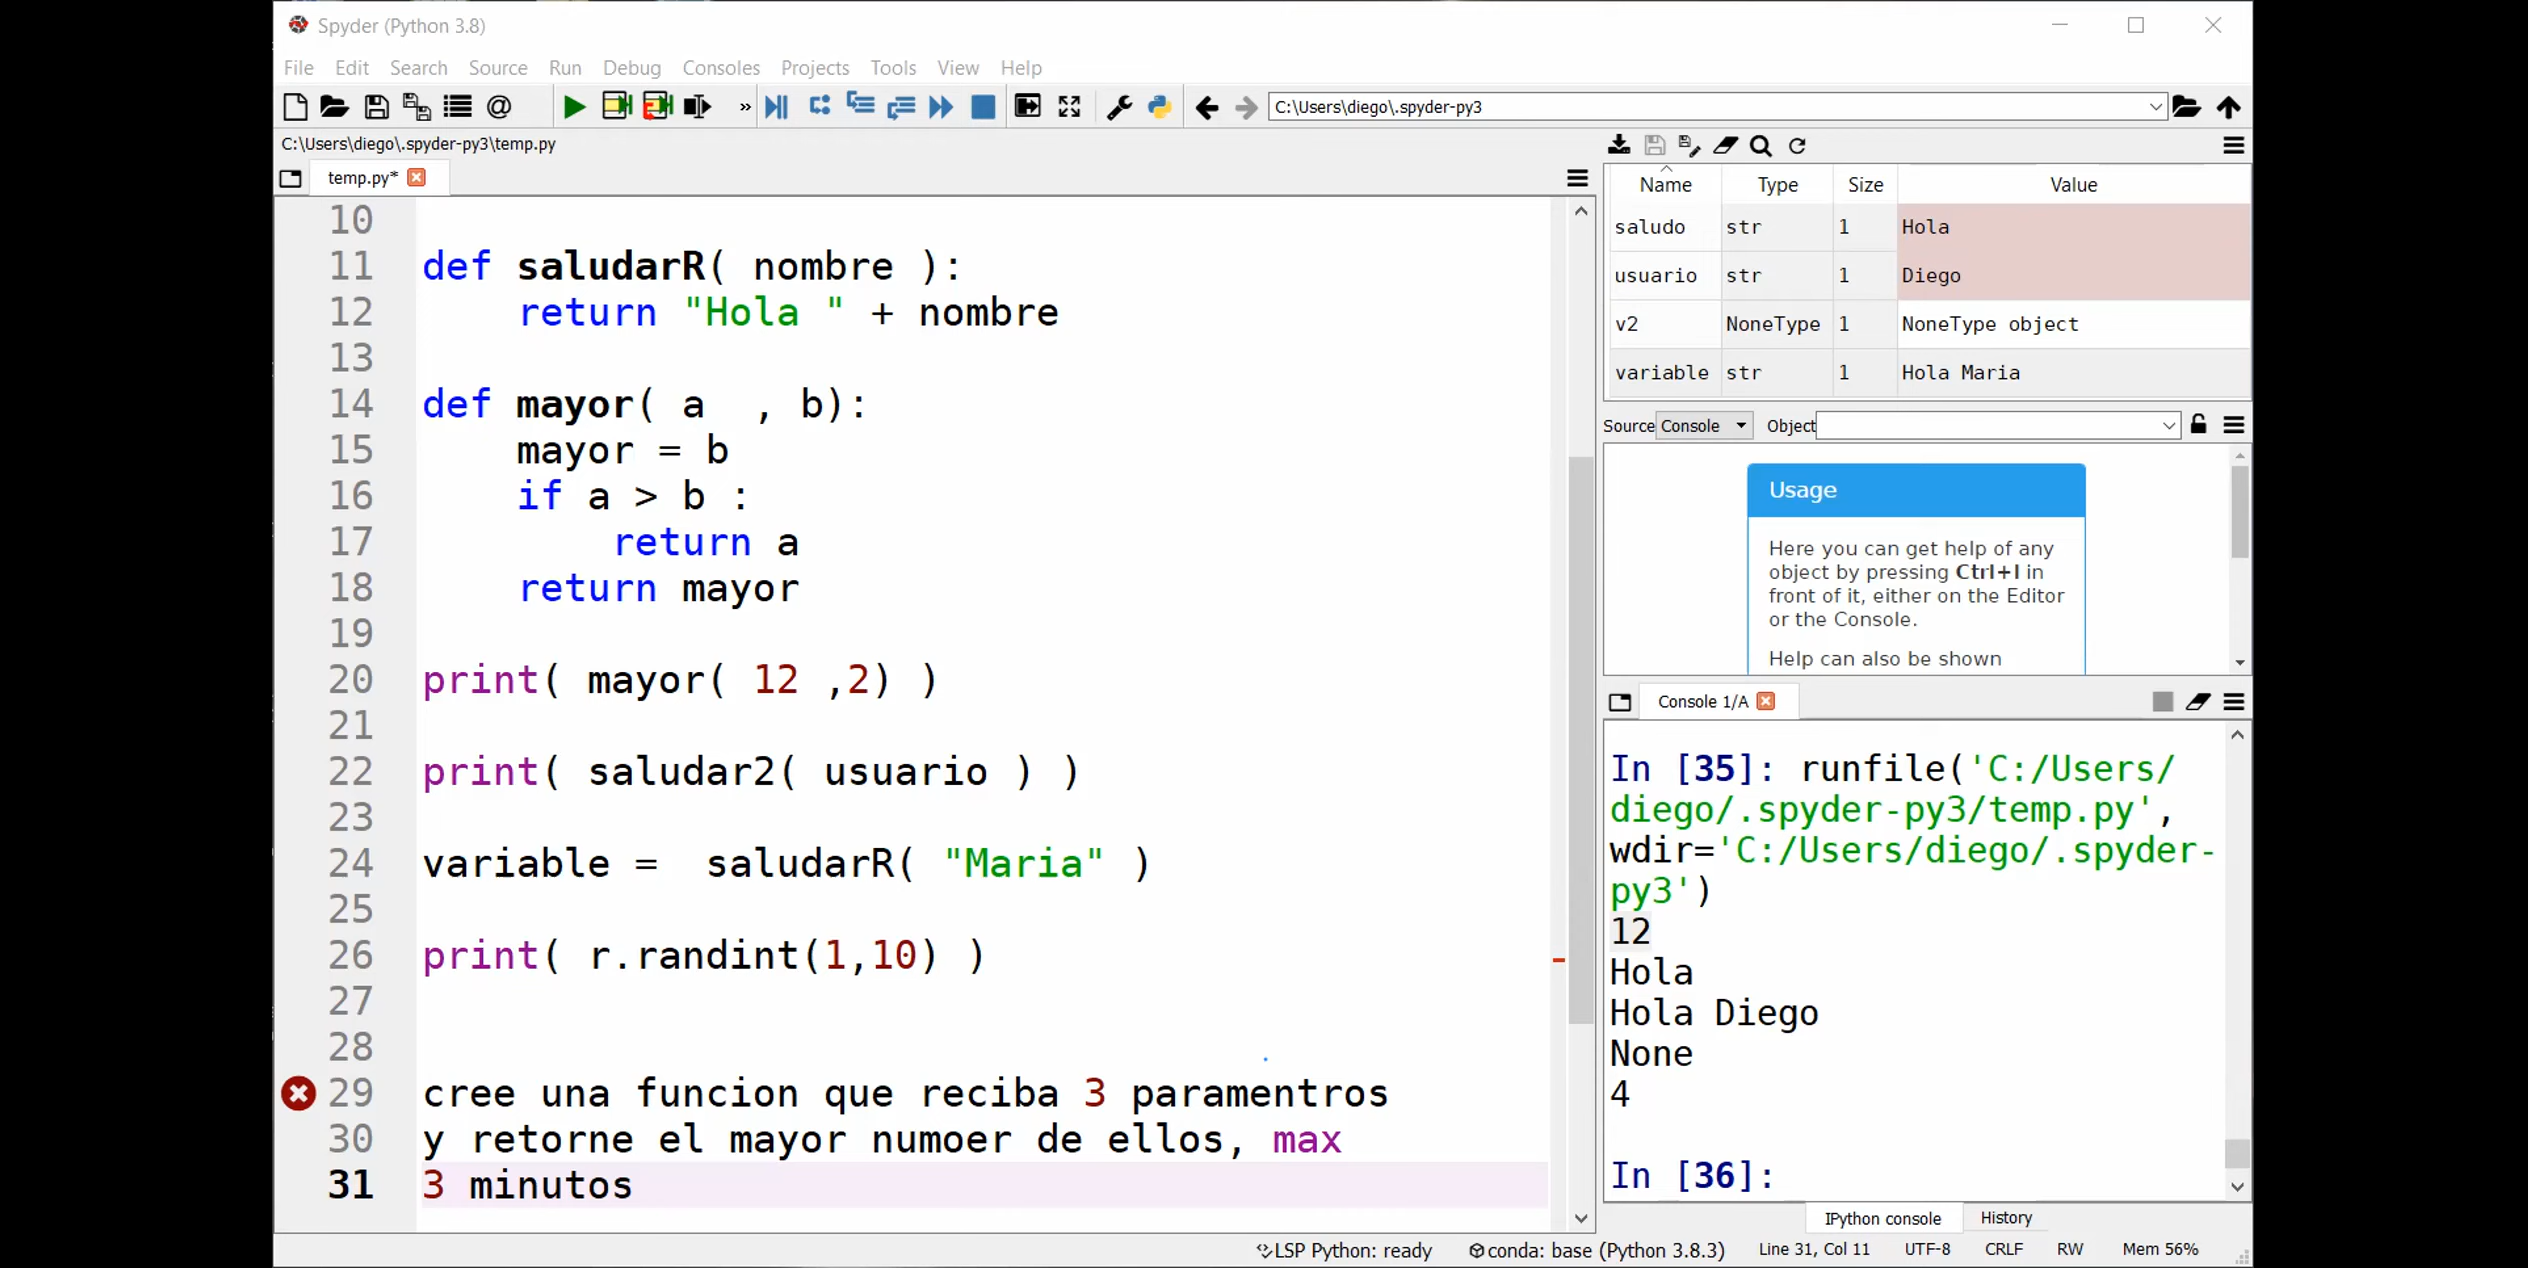 Spyder (Python 3.8)
File Edit Search Source Run Debug Consoles Projects Tools View Help
C:\Users\diego\.spyder-py3
C:\Users\diego\.spyder-py3\temp.py
temp.py*
10
11 def saludarR( nombre ):
12     return "Hola " + nombre
13
14 def mayor( a  , b):
15     mayor = b
16     if a > b :
17         return a
18     return mayor
19
20 print( mayor( 12 ,2) )
21
22 print( saludar2( usuario ) )
23
24 variable =  saludarR( "Maria" )
25
26 print( r.randint(1,10) )
27
28
29 cree una funcion que reciba 3 paramentros
30 y retorne el mayor numoer de ellos, max
31 3 minutos
Name Type Size Value
saludo str 1 Hola
usuario str 1 Diego
v2 NoneType 1 NoneType object
variable str 1 Hola Maria
Source Console Object
Usage
Here you can get help of any
object by pressing Ctrl+I in
front of it, either on the Editor
or the Console.
Help can also be shown
Console 1/A
In [35]: runfile('C:/Users/
diego/.spyder-py3/temp.py',
wdir='C:/Users/diego/.spyder-
py3')
12
Hola
Hola Diego
None
4
In [36]:
IPython console History
LSP Python: ready conda: base (Python 3.8.3) Line 31, Col 11 UTF-8 CRLF RW Mem 56%